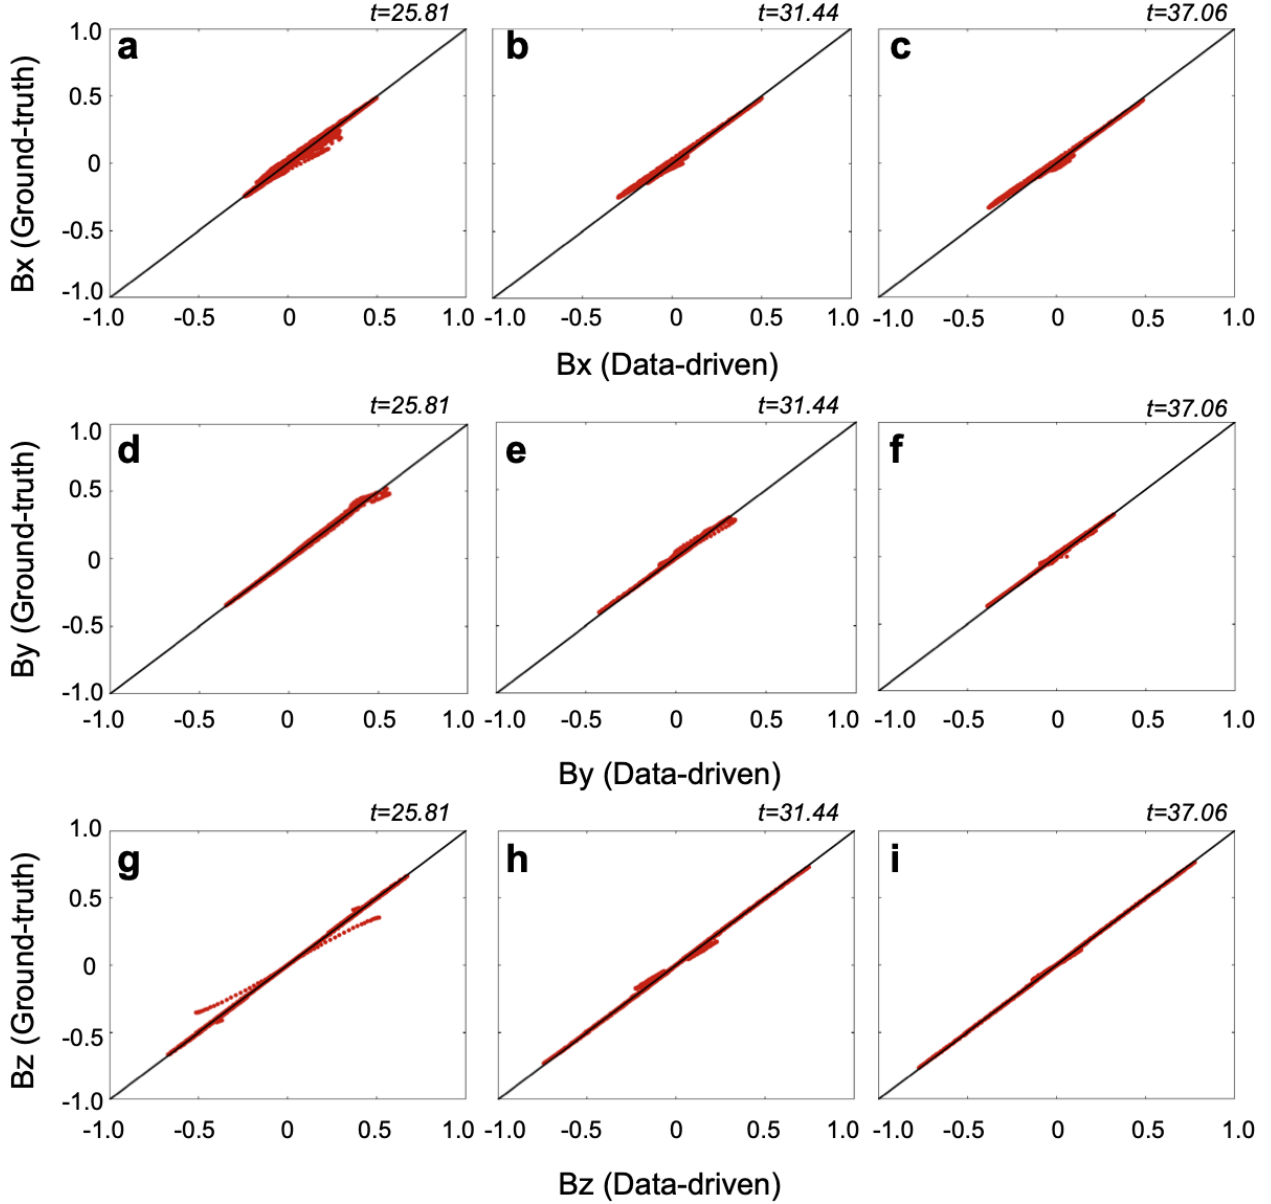 t=25.81 t=31.44 t=37.06
a b c
1.0
0.5
0
-0.5
-1.0
Bx (Ground-truth)
-1.0 -0.5 0 0.5 1.0 -1.0 -0.5 0 0.5 1.0 -1.0 -0.5 0 0.5 1.0
Bx (Data-driven)
t=25.81 t=31.44 t=37.06
d e f
1.0
0.5
0
-0.5
-1.0
By (Ground-truth)
-1.0 -0.5 0 0.5 1.0 -1.0 -0.5 0 0.5 1.0 -1.0 -0.5 0 0.5 1.0
By (Data-driven)
t=25.81 t=31.44 t=37.06
g h i
1.0
0.5
0
-0.5
-1.0
Bz (Ground-truth)
-1.0 -0.5 0 0.5 1.0 -1.0 -0.5 0 0.5 1.0 -1.0 -0.5 0 0.5 1.0
Bz (Data-driven)